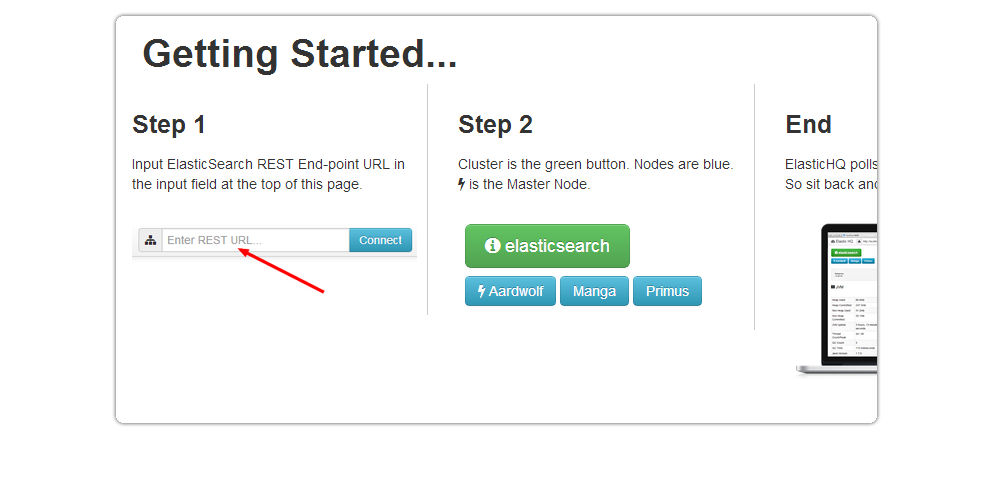 Getting Started...
Step 1
Input ElasticSearch REST End-point URL in
the input field at the top of this page.
Enter REST URL...
Connect
Step 2
Cluster is the green button. Nodes are blue.
is the Master Node.
elasticsearch
Aardwolf
Manga
Primus
End
ElasticHQ polls
So sit back and